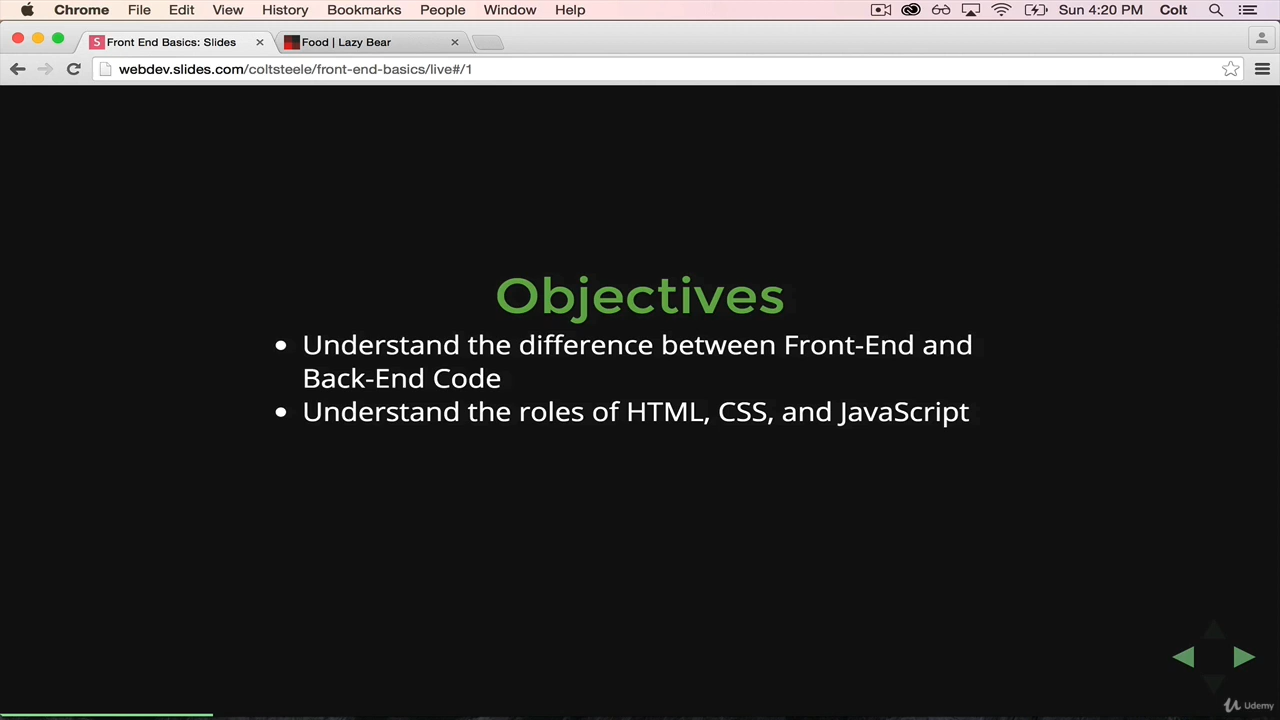 Chrome File Edit View History Bookmarks People Window Help Sun 4:20 PM Colt
S Front End Basics: Slides Food | Lazy Bear
webdev.slides.com/coltsteele/front-end-basics/live#/1
Objectives
Understand the difference between Front-End and
Back-End Code
Understand the roles of HTML, CSS, and JavaScript
Udemy